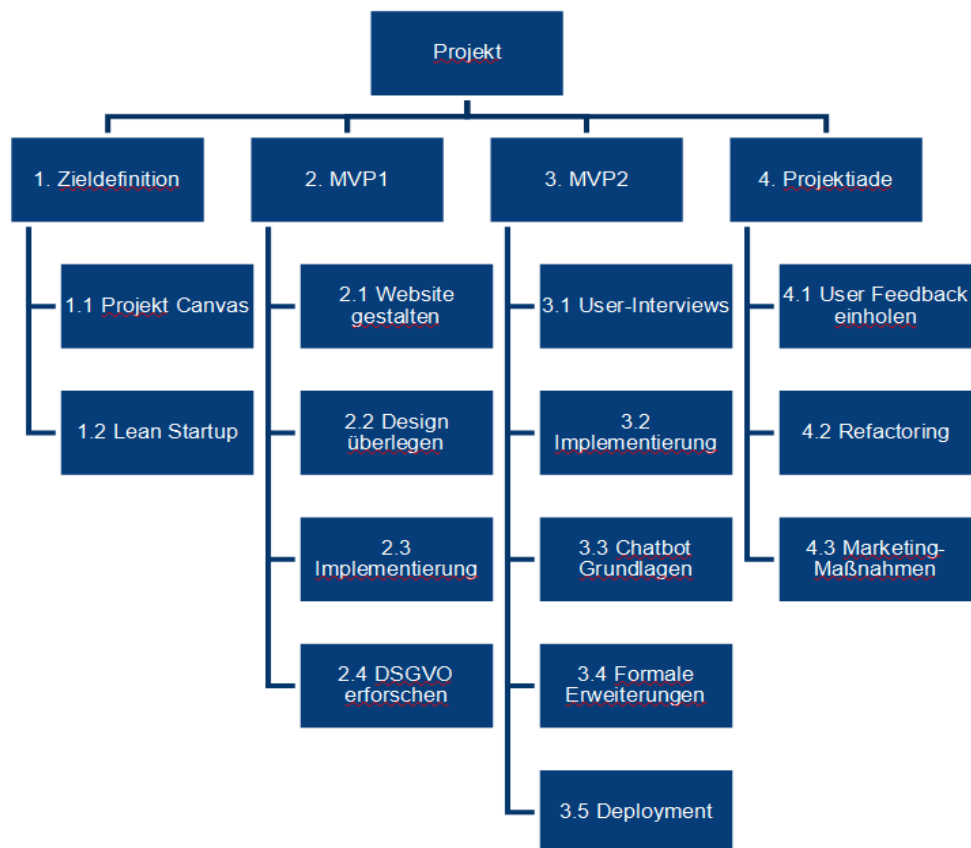 Projekt
1. Zieldefinition
2. MVP1
3. MVP2
4. Projektiade
1.1 Projekt Canvas
1.2 Lean Startup
2.1 Website
gestalten
2.2 Design
überlegen
2.3
Implementierung
2.4 DSGVO
erforschen
3.1 User-Interviews
3.2
Implementierung
3.3 Chatbot
Grundlagen
3.4 Formale
Erweiterungen
3.5 Deployment
4.1 User Feedback
einholen
4.2 Refactoring
4.3 Marketing-
Maßnahmen